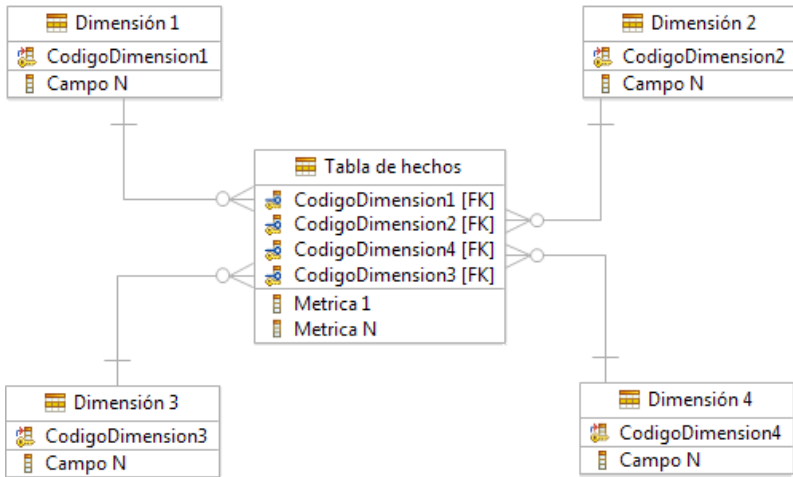 Dimensión 1
CodigoDimension1
Campo N
Dimensión 2
CodigoDimension2
Campo N
Tabla de hechos
CodigoDimension1 [FK]
CodigoDimension2 [FK]
CodigoDimension4 [FK]
CodigoDimension3 [FK]
Metrica 1
Metrica N
Dimensión 3
CodigoDimension3
Campo N
Dimensión 4
CodigoDimension4
Campo N